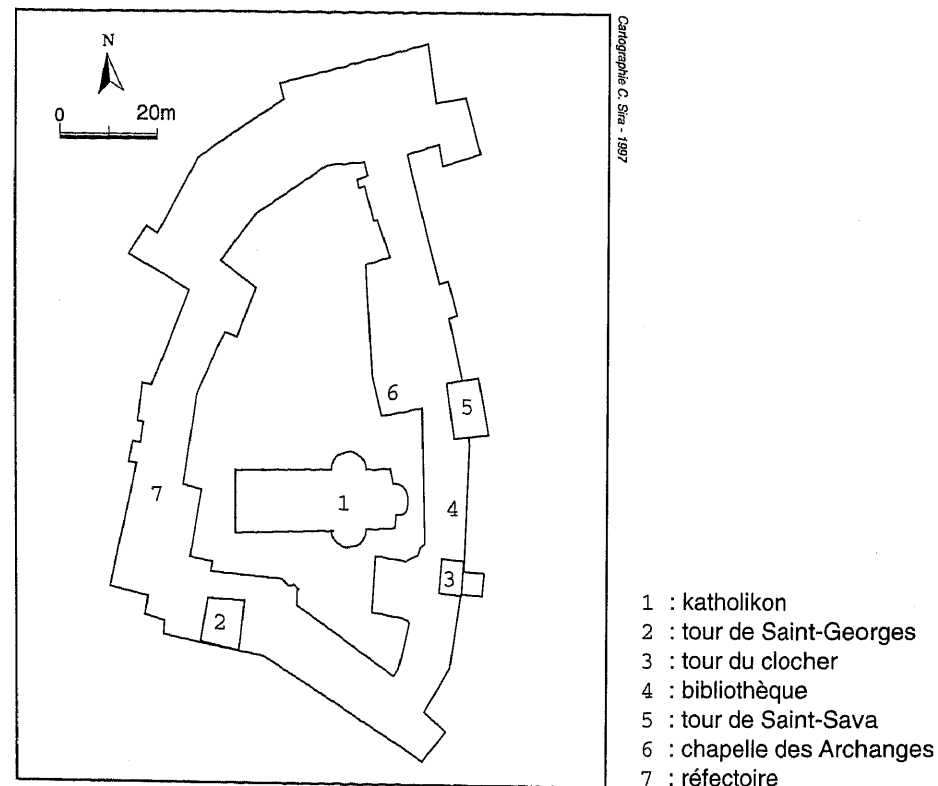 N
0 20m
Cartographie C. Sira - 1997
6
5
7
1
4
3
2
1 : katholikon
2 : tour de Saint-Georges
3 : tour du clocher
4 : bibliothèque
5 : tour de Saint-Sava
6 : chapelle des Archanges
7 : réfectoire